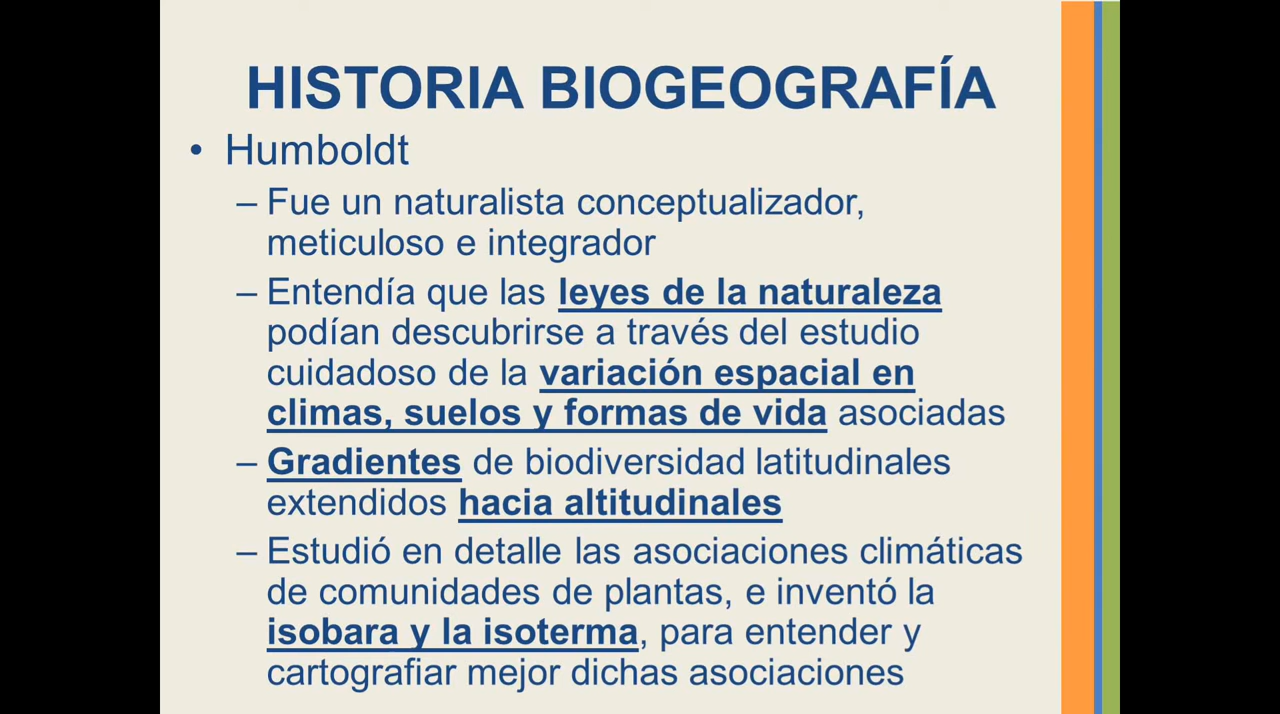 HISTORIA BIOGEOGRAFÍA
• Humboldt
– Fue un naturalista conceptualizador,
meticuloso e integrador
– Entendía que las leyes de la naturaleza
podían descubrirse a través del estudio
cuidadoso de la variación espacial en
climas, suelos y formas de vida asociadas
– Gradientes de biodiversidad latitudinales
extendidos hacia altitudinales
– Estudió en detalle las asociaciones climáticas
de comunidades de plantas, e inventó la
isobara y la isoterma, para entender y
cartografiar mejor dichas asociaciones